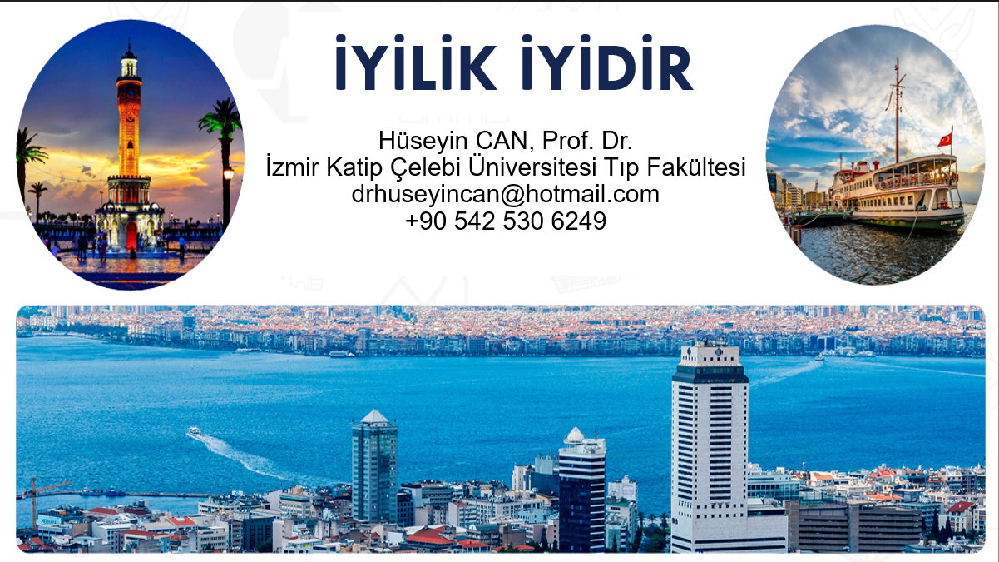 İYİLİK İYİDİR
Hüseyin CAN, Prof. Dr.
İzmir Katip Çelebi Üniversitesi Tıp Fakültesi
drhuseyincan@hotmail.com
+90 542 530 6249